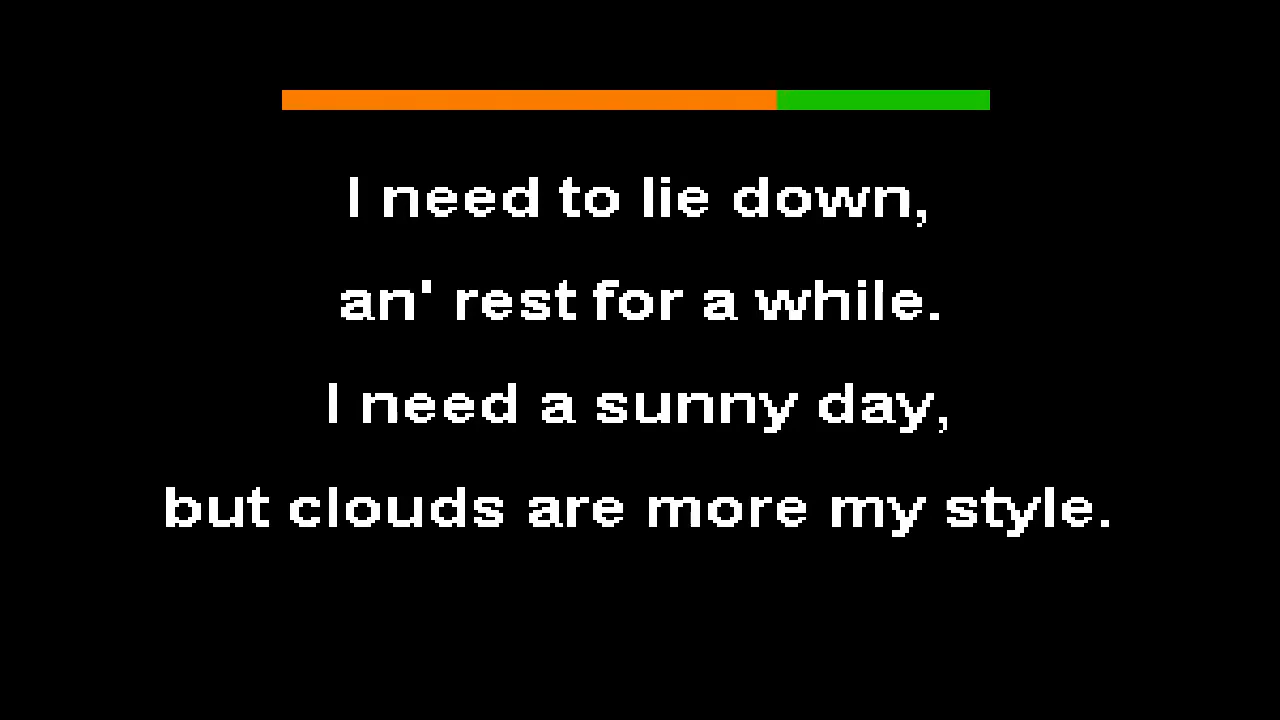 I need to lie down,
an' rest for a while.
I need a sunny day,
but clouds are more my style.